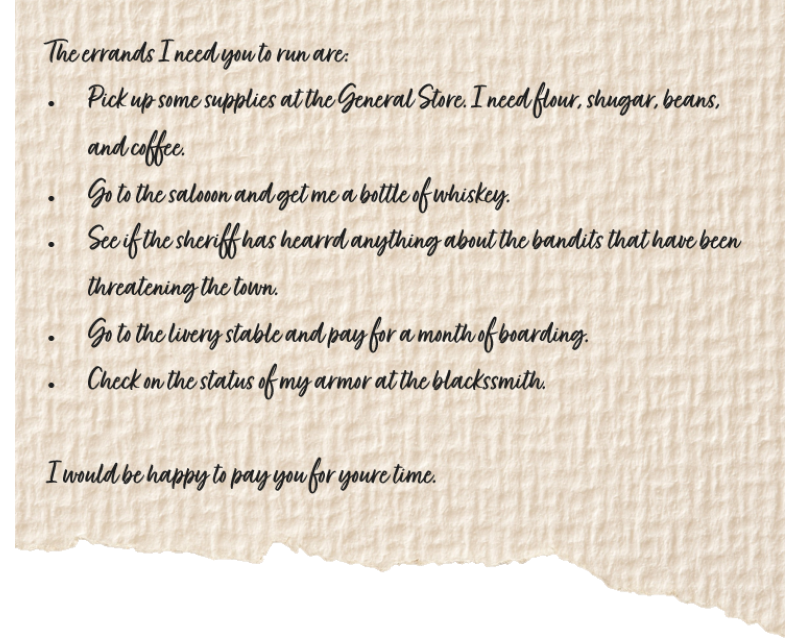 The errands I need you to run are:
• Pick up some supplies at the General Store. I need flour, shugar, beans,
and coffee.
• Go to the salooon and get me a bottle of whiskey.
• See if the sheriff has hearrd anything about the bandits that have been
threatening the town.
• Go to the livery stable and pay for a month of boarding.
• Check on the status of my armor at the blackssmith.
I would be happy to pay you for youre time.